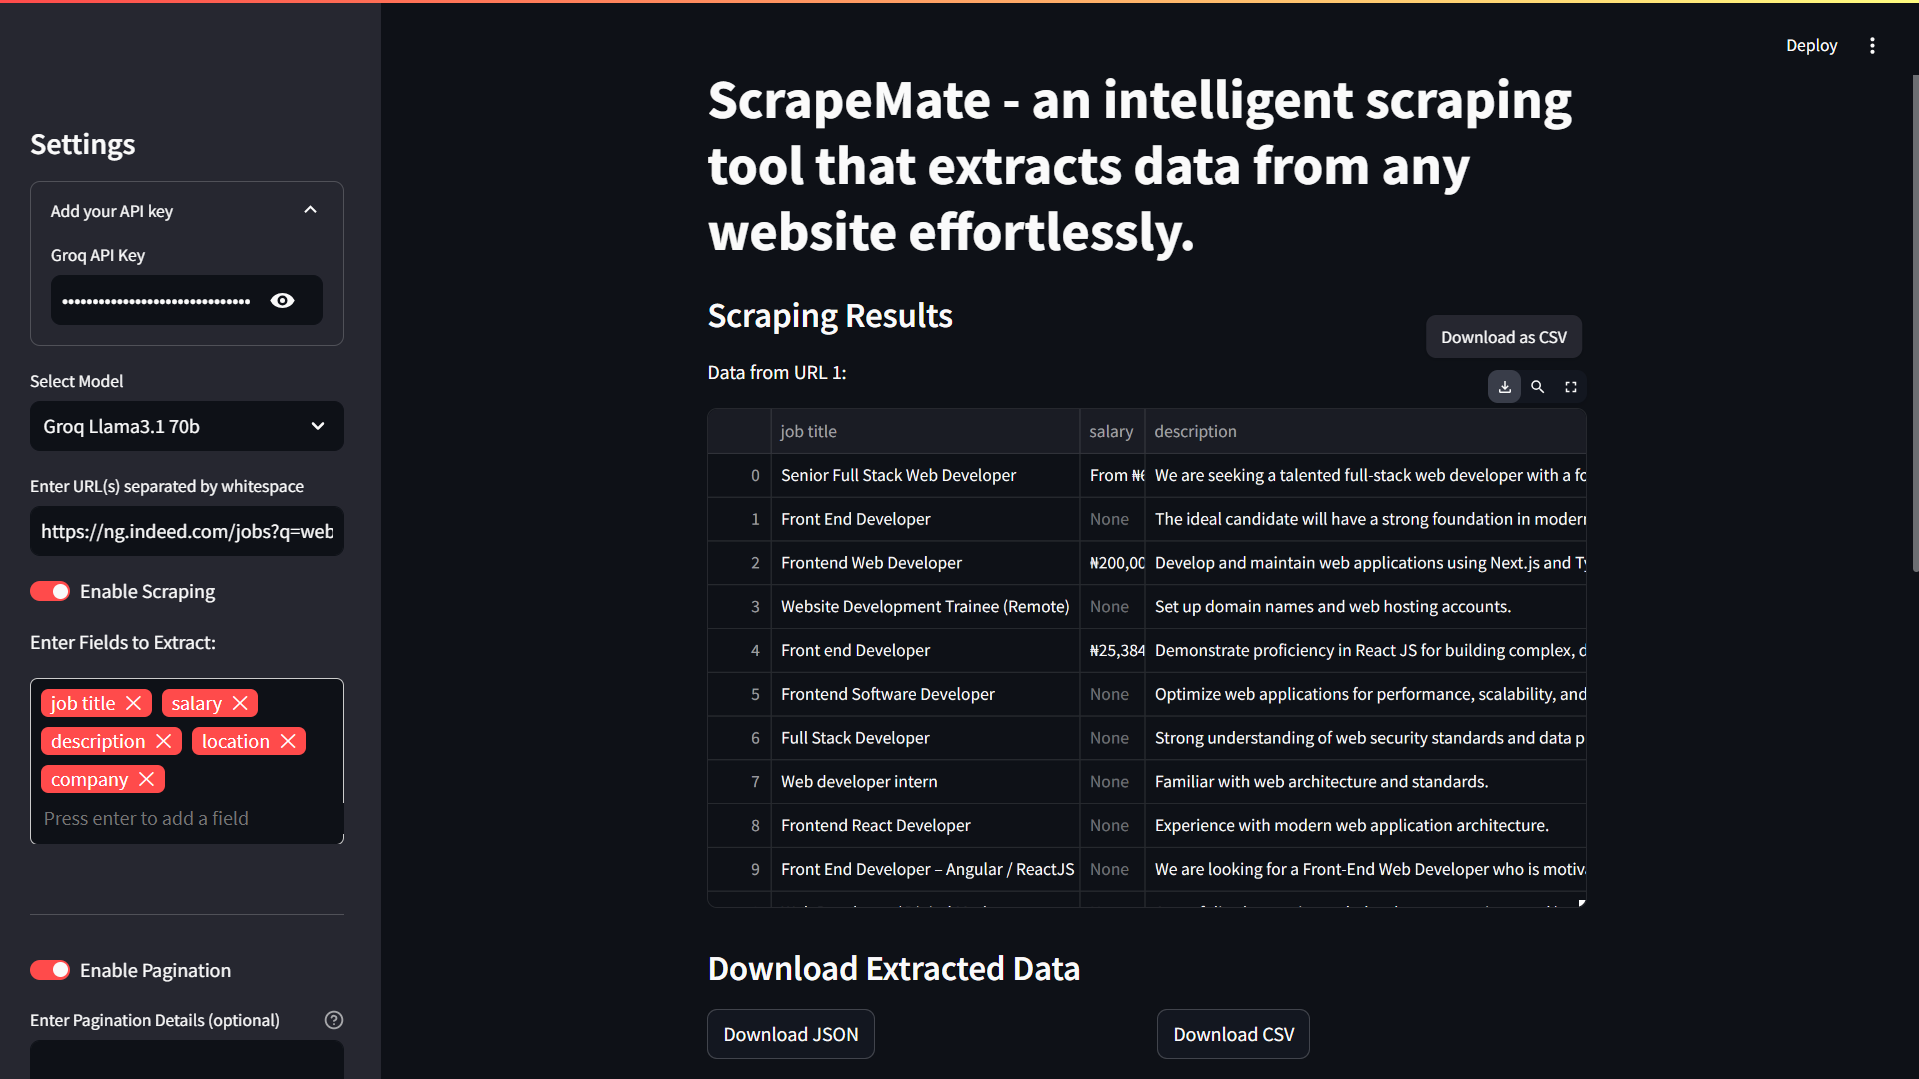 Deploy
Settings
Add your API key
Groq API Key
Select Model
Groq Llama3.1 70b
Enter URL(s) separated by whitespace
https://ng.indeed.com/jobs?q=web
Enable Scraping
Enter Fields to Extract:
job title salary
description location
company
Press enter to add a field
Enable Pagination
Enter Pagination Details (optional)
ScrapeMate - an intelligent scraping
tool that extracts data from any
website effortlessly.
Scraping Results
Download as CSV
Data from URL 1:
job title salary description
0 Senior Full Stack Web Developer From ₦ We are seeking a talented full-stack web developer with a
1 Front End Developer None The ideal candidate will have a strong foundation in
2 Frontend Web Developer ₦200,00 Develop and maintain web applications using Next.js and
3 Website Development Trainee (Remote) None Set up domain names and web hosting accounts.
4 Front end Developer ₦25,384 Demonstrate proficiency in React JS for building complex,
5 Frontend Software Developer None Optimize web applications for performance, scalability, and
6 Full Stack Developer None Strong understanding of web security standards and data p
7 Web developer intern None Familiar with web architecture and standards.
8 Frontend React Developer None Experience with modern web application architecture.
9 Front End Developer – Angular / ReactJS None We are looking for a Front-End Web Developer who is
Download Extracted Data
Download JSON Download CSV